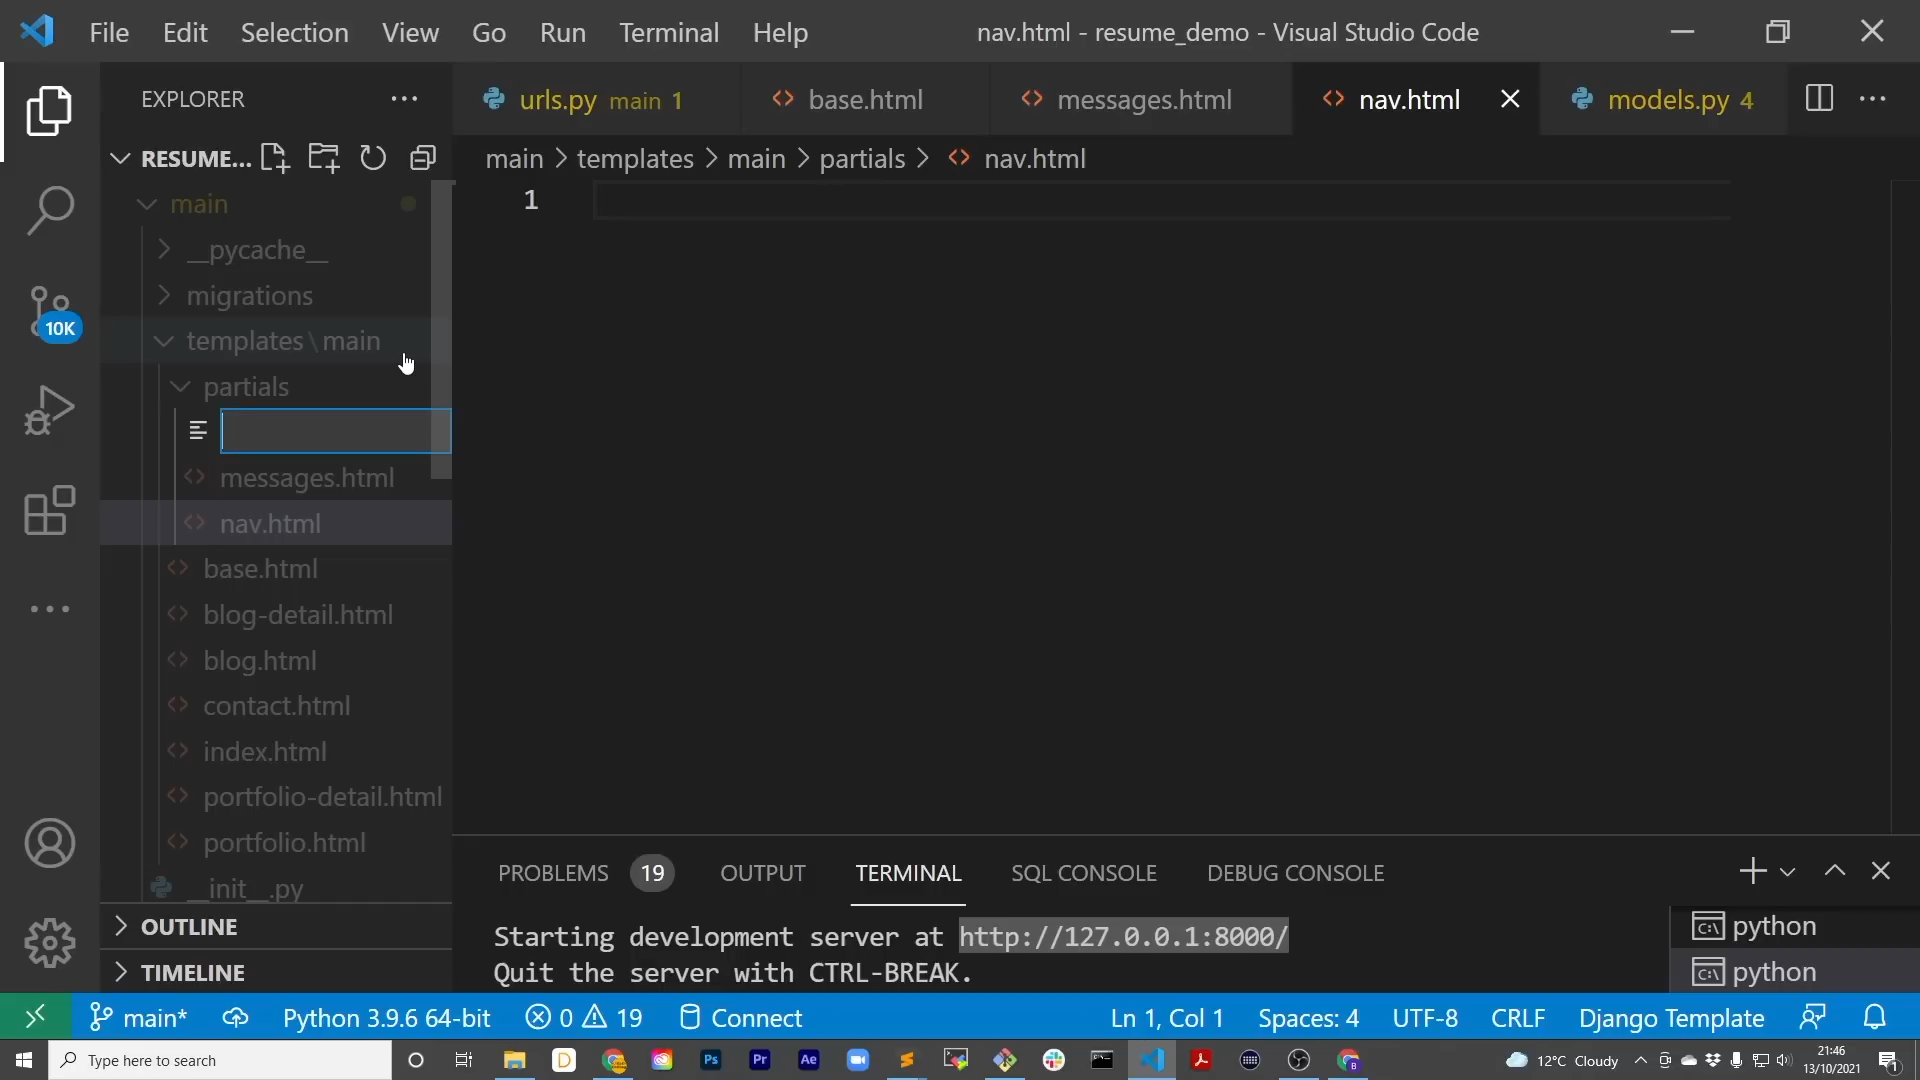 File Edit Selection View Go Run Terminal Help nav.html - resume_demo - Visual Studio Code
EXPLORER
urls.py main 1
base.html
messages.html
nav.html
models.py 4
RESUME...
main > templates > main > partials > nav.html
1
main
__pycache__
migrations
templates\main
partials
messages.html
nav.html
base.html
blog-detail.html
blog.html
contact.html
index.html
portfolio-detail.html
portfolio.html
__init__.py
OUTLINE
TIMELINE
10K
PROBLEMS 19 OUTPUT TERMINAL SQL CONSOLE DEBUG CONSOLE
Starting development server at http://127.0.0.1:8000/
Quit the server with CTRL-BREAK.
python
python
main* Python 3.9.6 64-bit 0 19 Connect Ln 1, Col 1 Spaces: 4 UTF-8 CRLF Django Template
Type here to search
D
Ps
Pr
Ae
B
12°C Cloudy
21:46
13/10/2021
1